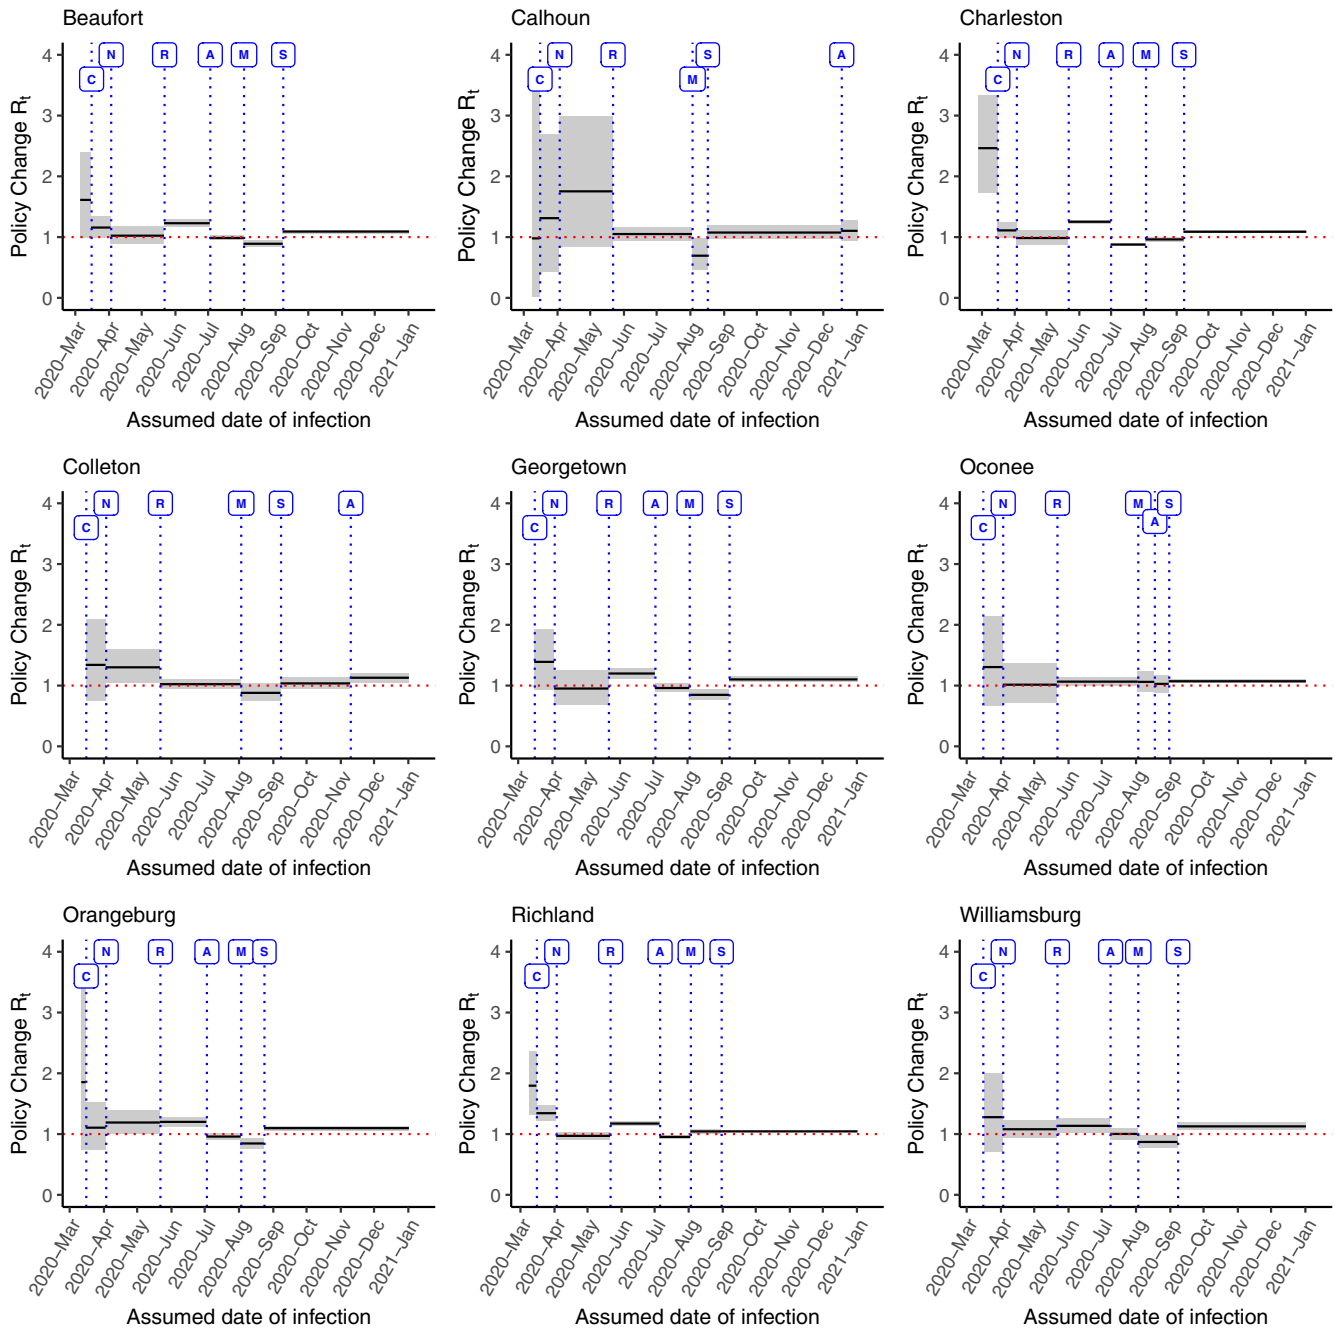 Beaufort
Policy Change Rt
4
3
2
1
0
C
N
R
A
M
S
2020−Mar
2020−Apr
2020−May
2020−Jun
2020−Jul
2020−Aug
2020−Sep
2020−Oct
2020−Nov
2020−Dec
2021−Jan
Assumed date of infection
Calhoun
Policy Change Rt
4
3
2
1
0
C
N
R
M
S
A
2020−Mar
2020−Apr
2020−May
2020−Jun
2020−Jul
2020−Aug
2020−Sep
2020−Oct
2020−Nov
2020−Dec
2021−Jan
Assumed date of infection
Charleston
Policy Change Rt
4
3
2
1
0
C
N
R
A
M
S
2020−Mar
2020−Apr
2020−May
2020−Jun
2020−Jul
2020−Aug
2020−Sep
2020−Oct
2020−Nov
2020−Dec
2021−Jan
Assumed date of infection
Colleton
Policy Change Rt
4
3
2
1
0
C
N
R
M
S
A
2020−Mar
2020−Apr
2020−May
2020−Jun
2020−Jul
2020−Aug
2020−Sep
2020−Oct
2020−Nov
2020−Dec
2021−Jan
Assumed date of infection
Georgetown
Policy Change Rt
4
3
2
1
0
C
N
R
A
M
S
2020−Mar
2020−Apr
2020−May
2020−Jun
2020−Jul
2020−Aug
2020−Sep
2020−Oct
2020−Nov
2020−Dec
2021−Jan
Assumed date of infection
Oconee
Policy Change Rt
4
3
2
1
0
C
N
R
M
A
S
2020−Mar
2020−Apr
2020−May
2020−Jun
2020−Jul
2020−Aug
2020−Sep
2020−Oct
2020−Nov
2020−Dec
2021−Jan
Assumed date of infection
Orangeburg
Policy Change Rt
4
3
2
1
0
C
N
R
A
M
S
2020−Mar
2020−Apr
2020−May
2020−Jun
2020−Jul
2020−Aug
2020−Sep
2020−Oct
2020−Nov
2020−Dec
2021−Jan
Assumed date of infection
Richland
Policy Change Rt
4
3
2
1
0
C
N
R
A
M
S
2020−Mar
2020−Apr
2020−May
2020−Jun
2020−Jul
2020−Aug
2020−Sep
2020−Oct
2020−Nov
2020−Dec
2021−Jan
Assumed date of infection
Williamsburg
Policy Change Rt
4
3
2
1
0
C
N
R
A
M
S
2020−Mar
2020−Apr
2020−May
2020−Jun
2020−Jul
2020−Aug
2020−Sep
2020−Oct
2020−Nov
2020−Dec
2021−Jan
Assumed date of infection